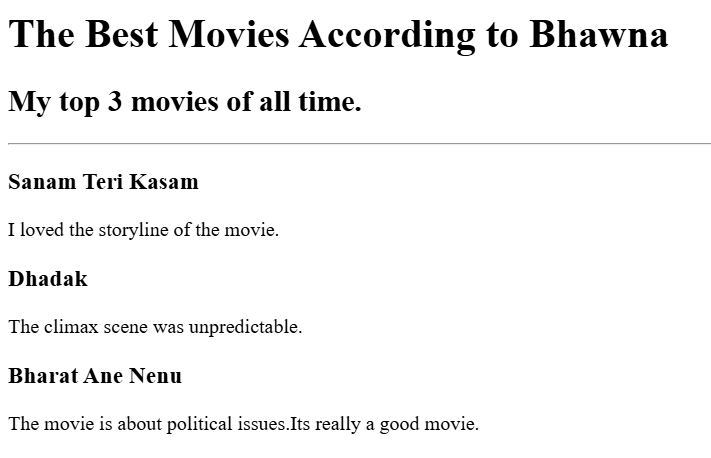 The Best Movies According to Bhawna
My top 3 movies of all time.
Sanam Teri Kasam
I loved the storyline of the movie.
Dhadak
The climax scene was unpredictable.
Bharat Ane Nenu
The movie is about political issues.Its really a good movie.